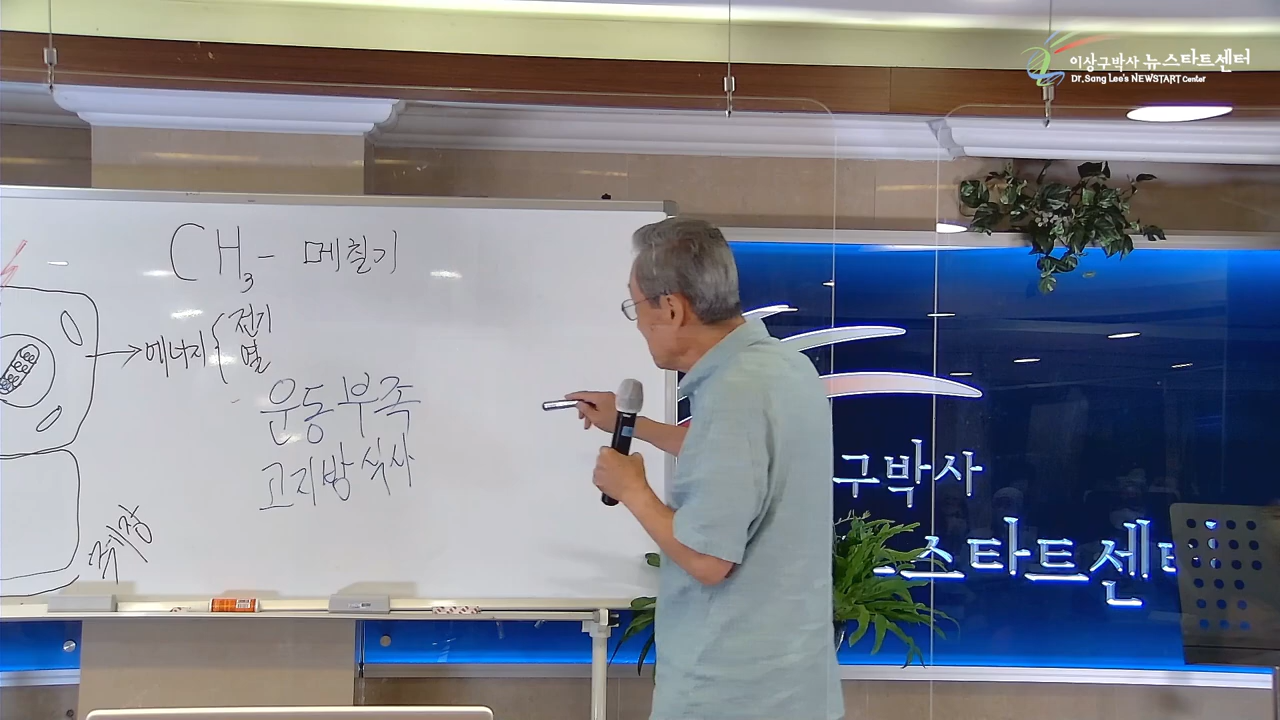 이상구박사 뉴스타트센터
Dr. Sang Lee's NEWSTART Center
CH3- 메칠기
에너지 { 전기
열
운동부족
고지방식사
췌장
구박사
스타트센